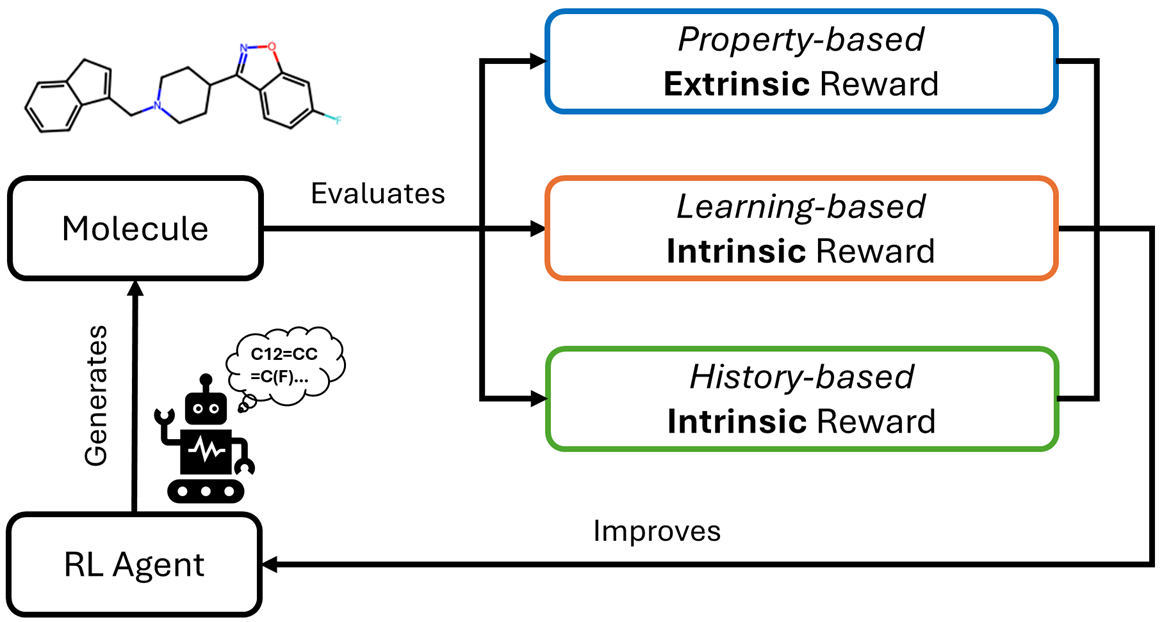 N
O
N
F
Property-based
Extrinsic Reward
Evaluates
Molecule
Learning-based
Intrinsic Reward
C12=CC
=C(F)...
Generates
History-based
Intrinsic Reward
Improves
RL Agent